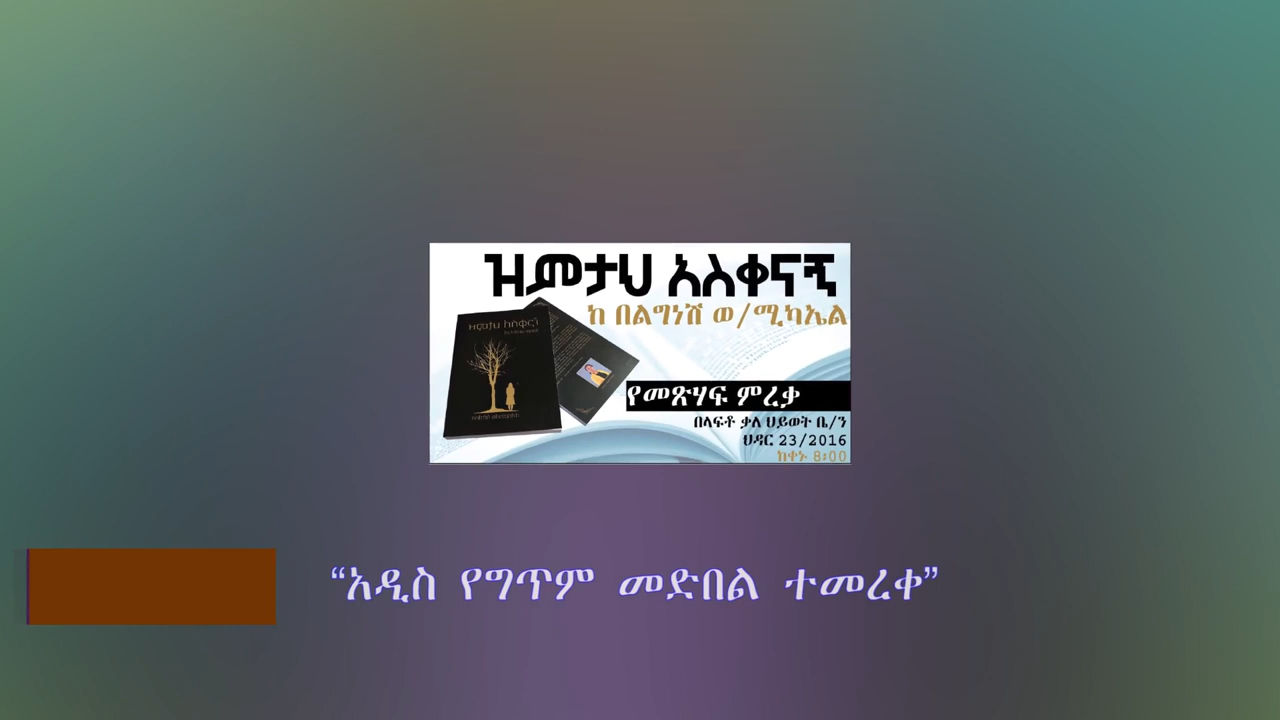 ዝምታህ አስቀናኝ
ከ በልግነሽ ወ/ሚካኤል
የመጽሃፍ ምረቃ
በላፍቶ ቃለ ህይወት ቤ/ን
ህዳር 23/2016
ከቀኑ 8፡00
“አዲስ የግጥም መድበል ተመረቀ”